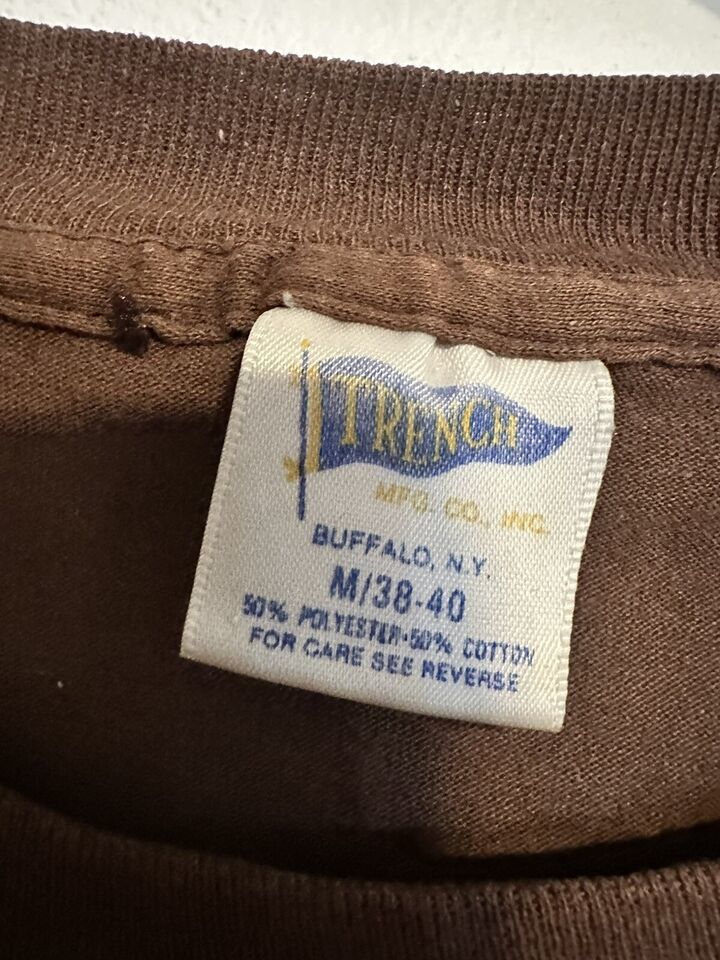 TRENCH
MFG. CO., INC.
BUFFALO, N.Y.
M/38-40
50% POLYESTER·50% COTTON
FOR CARE SEE REVERSE